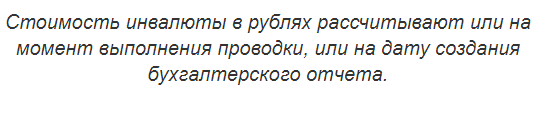 Стоимость инвалюты в рублях рассчитывают или на
момент выполнения проводки, или на дату создания
бухгалтерского отчета.